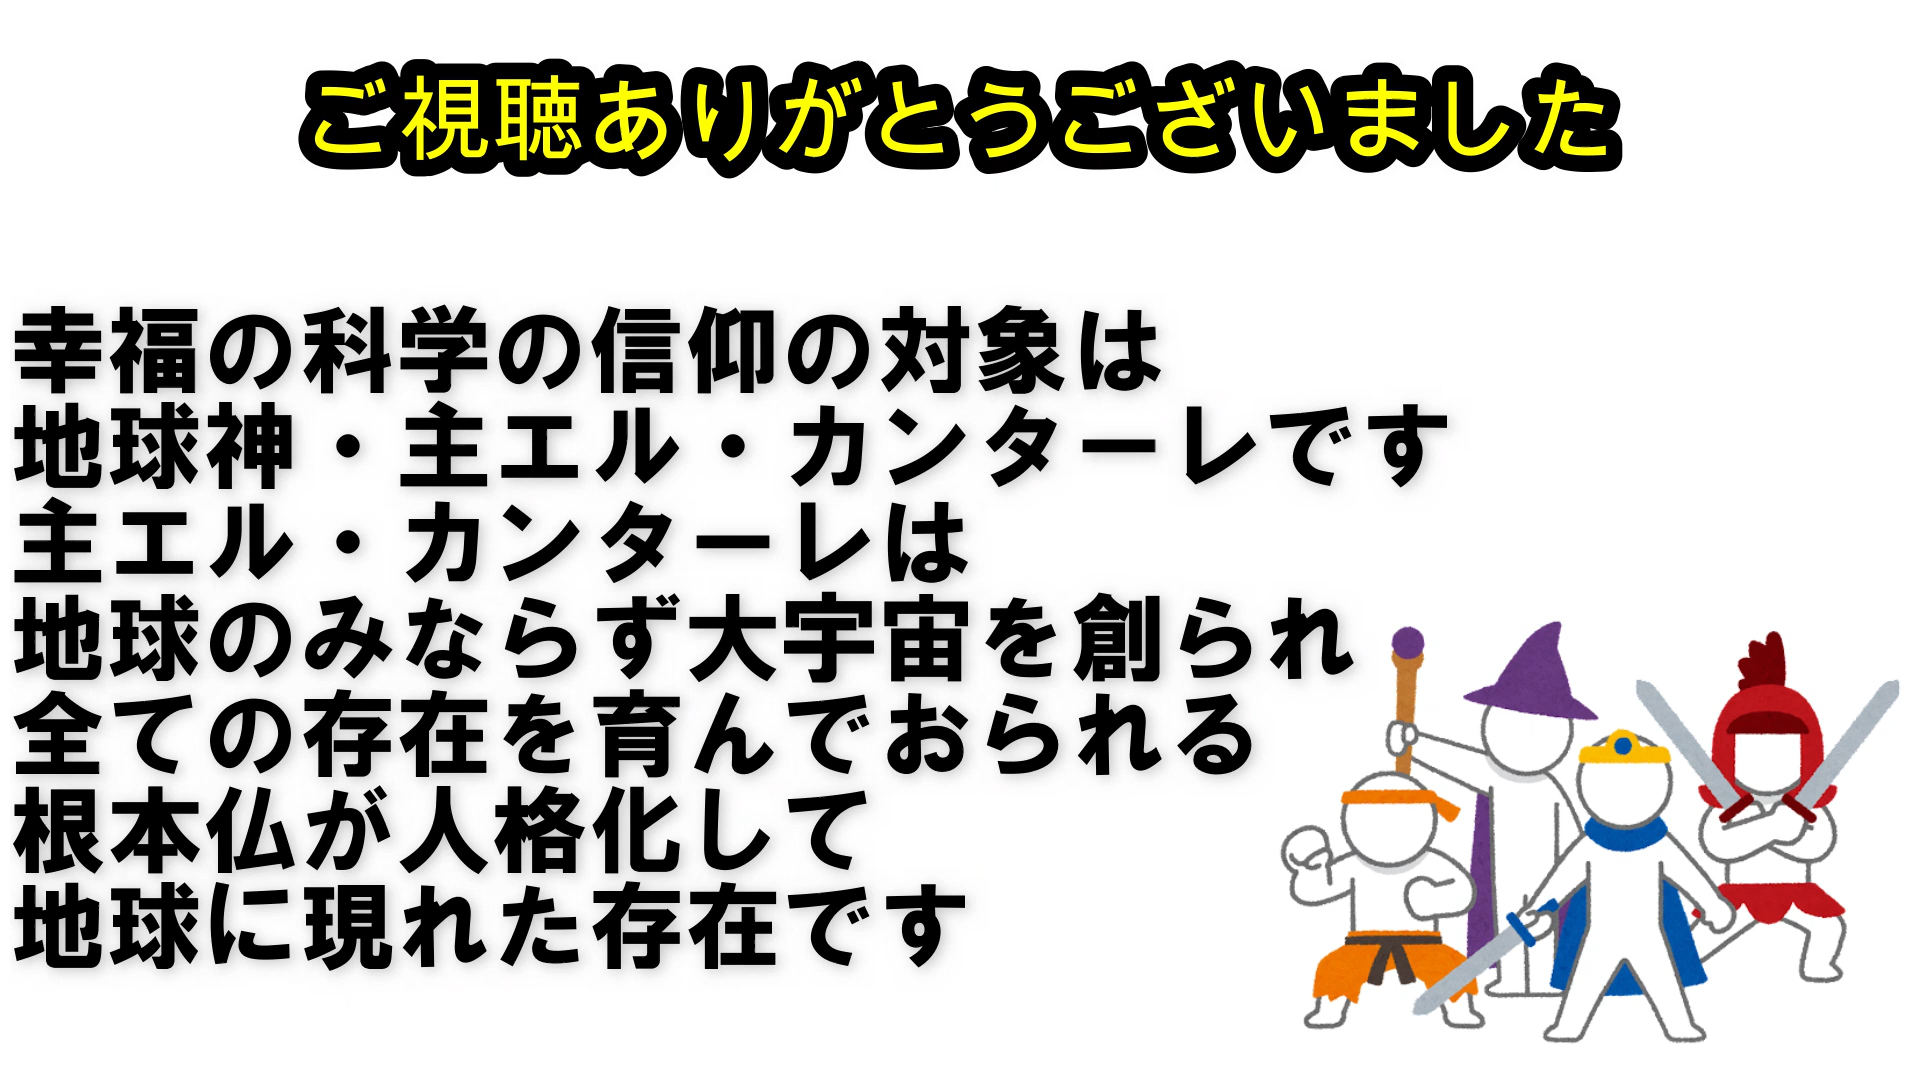 ご視聴ありがとうございました
幸福の科学の信仰の対象は
地球神・主エル・カンターレです
主エル・カンターレは
地球のみならず大宇宙を創られ
全ての存在を育んでおられる
根本仏が人格化して
地球に現れた存在です